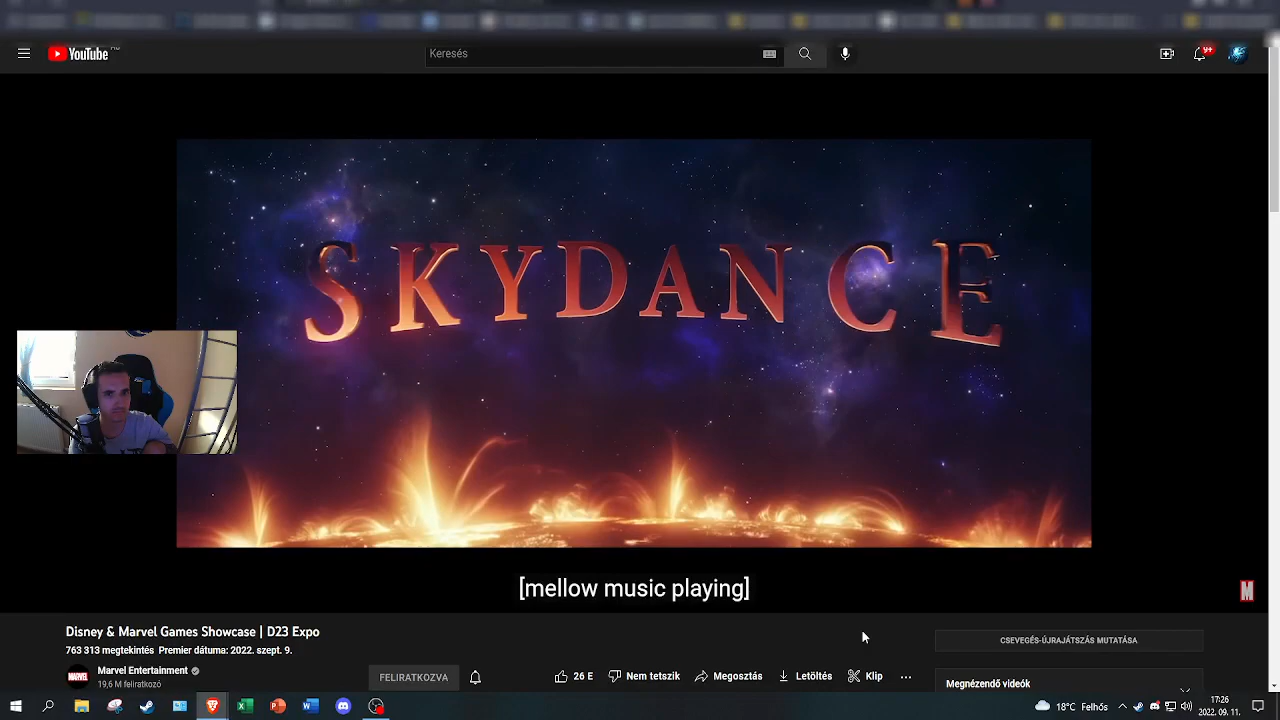 YouTube
Keresés
9+
SKYDANCE
[mellow music playing]
M
Disney & Marvel Games Showcase | D23 Expo
763 313 megtekintés Premier dátuma: 2022. szept. 9.
MARVEL
Marvel Entertainment
19,6 M feliratkozó
FELIRATKOZVA
26 E
Nem tetszik
Megosztás
Letöltés
Klip
CSEVEGÉS-ÚJRAJÁTSZÁS MUTATÁSA
Megnézendő videók
18°C Felhős
17:26
2022. 09. 11.